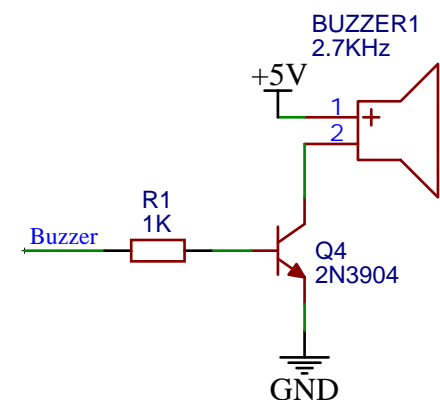 BUZZER1
2.7KHz
+5V
1
+
2
R1
1K
Buzzer
Q4
2N3904
GND